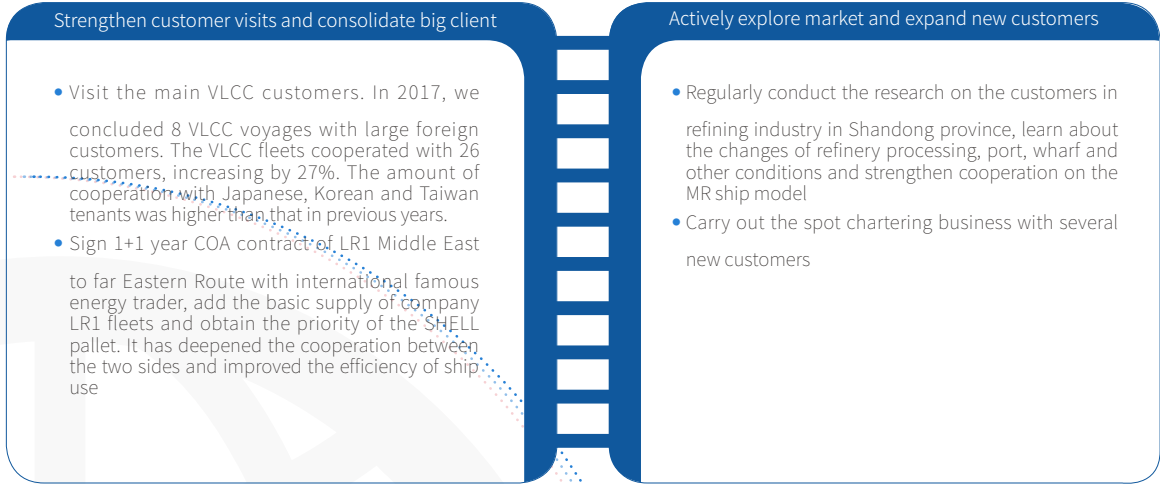 Strengthen customer visits and consolidate big client
• Visit the main VLCC customers. In 2017, we
concluded 8 VLCC voyages with large foreign
customers. The VLCC fleets cooperated with 26
customers, increasing by 27%. The amount of
cooperation with Japanese, Korean and Taiwan
tenants was higher than that in previous years.
• Sign 1+1 year COA contract of LR1 Middle East
to far Eastern Route with international famous
energy trader, add the basic supply of company
LR1 fleets and obtain the priority of the SHELL
pallet. It has deepened the cooperation between
the two sides and improved the efficiency of ship
use
Actively explore market and expand new customers
• Regularly conduct the research on the customers in
refining industry in Shandong province, learn about
the changes of refinery processing, port, wharf and
other conditions and strengthen cooperation on the
MR ship model
• Carry out the spot chartering business with several
new customers